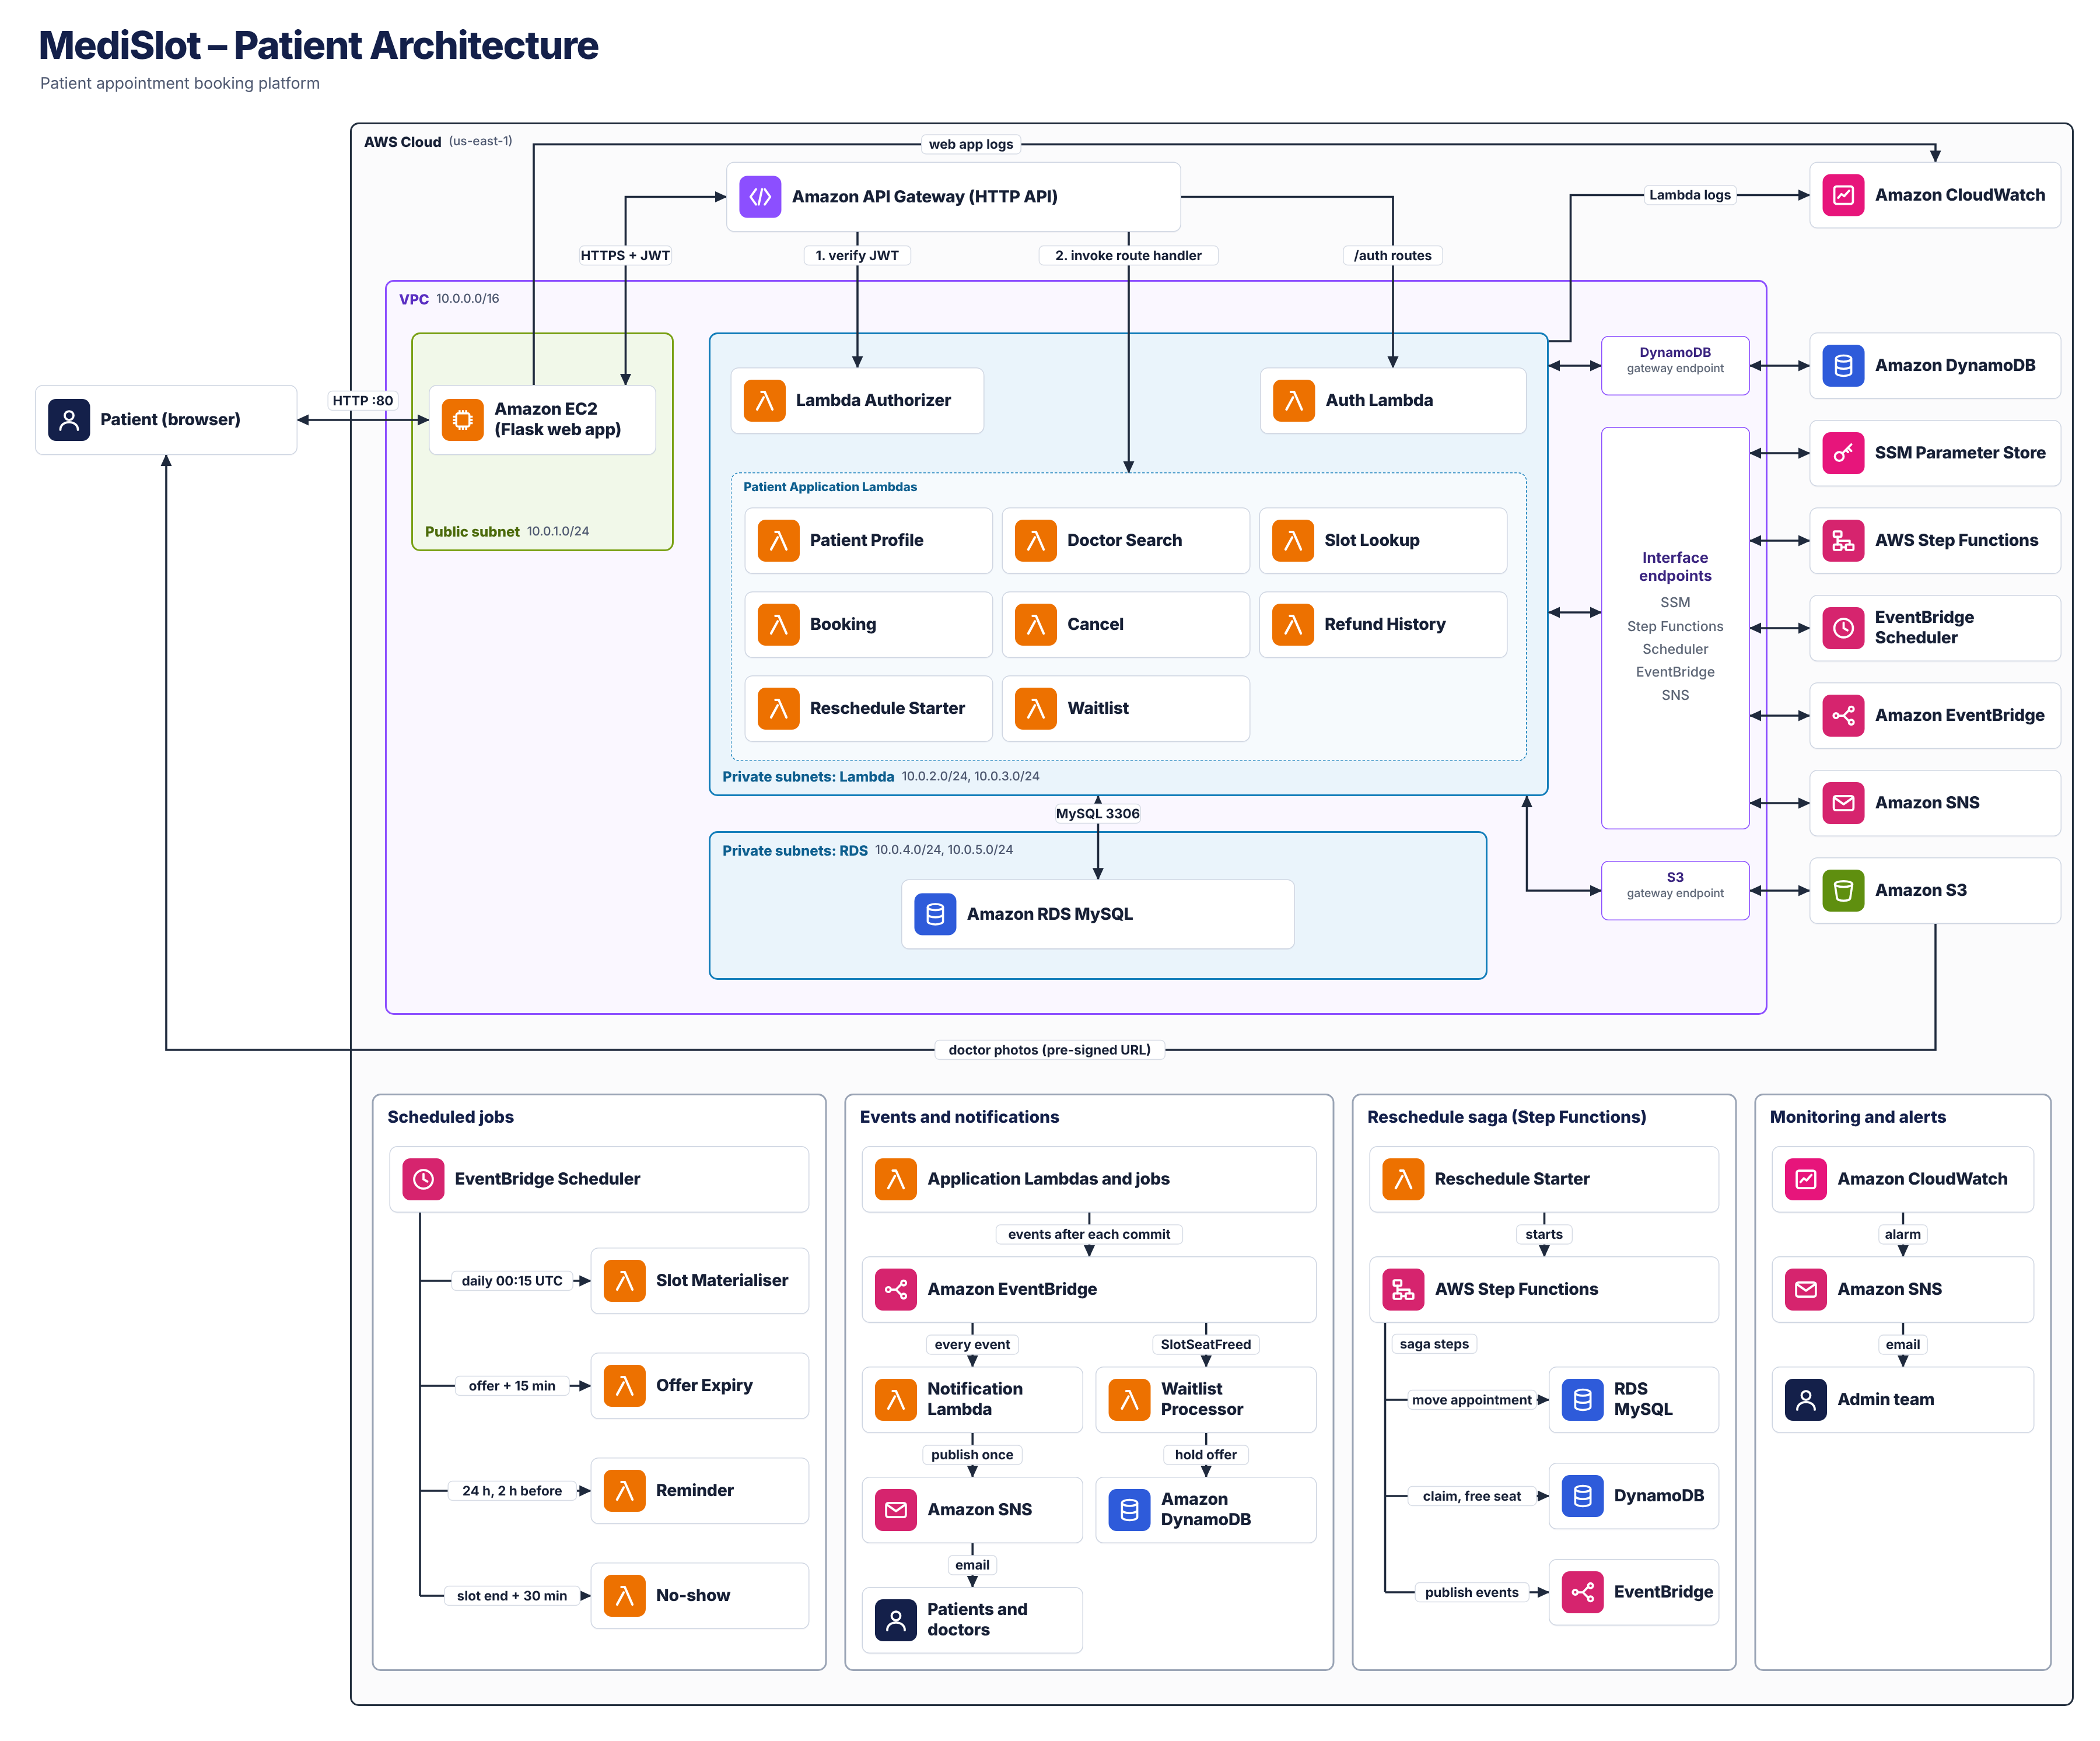 MediSlot – Patient Architecture
Patient appointment booking platform
AWS Cloud (us-east-1)
web app logs
Amazon API Gateway (HTTP API)
Lambda logs
Amazon CloudWatch
HTTPS + JWT
1. verify JWT
2. invoke route handler
/auth routes
VPC 10.0.0.0/16
Patient (browser)
HTTP :80
Amazon EC2
(Flask web app)
Public subnet 10.0.1.0/24
Lambda Authorizer
Auth Lambda
Patient Application Lambdas
Patient Profile
Doctor Search
Slot Lookup
Booking
Cancel
Refund History
Reschedule Starter
Waitlist
Private subnets: Lambda 10.0.2.0/24, 10.0.3.0/24
MySQL 3306
Private subnets: RDS 10.0.4.0/24, 10.0.5.0/24
Amazon RDS MySQL
DynamoDB
gateway endpoint
Interface
endpoints
SSM
Step Functions
Scheduler
EventBridge
SNS
S3
gateway endpoint
Amazon DynamoDB
SSM Parameter Store
AWS Step Functions
EventBridge
Scheduler
Amazon EventBridge
Amazon SNS
Amazon S3
doctor photos (pre-signed URL)
Scheduled jobs
EventBridge Scheduler
daily 00:15 UTC
Slot Materialiser
offer + 15 min
Offer Expiry
24 h, 2 h before
Reminder
slot end + 30 min
No-show
Events and notifications
Application Lambdas and jobs
events after each commit
Amazon EventBridge
every event
SlotSeatFreed
Notification
Lambda
Waitlist
Processor
publish once
hold offer
Amazon SNS
Amazon
DynamoDB
email
Patients and
doctors
Reschedule saga (Step Functions)
Reschedule Starter
starts
AWS Step Functions
saga steps
move appointment
RDS
MySQL
claim, free seat
DynamoDB
publish events
EventBridge
Monitoring and alerts
Amazon CloudWatch
alarm
Amazon SNS
email
Admin team